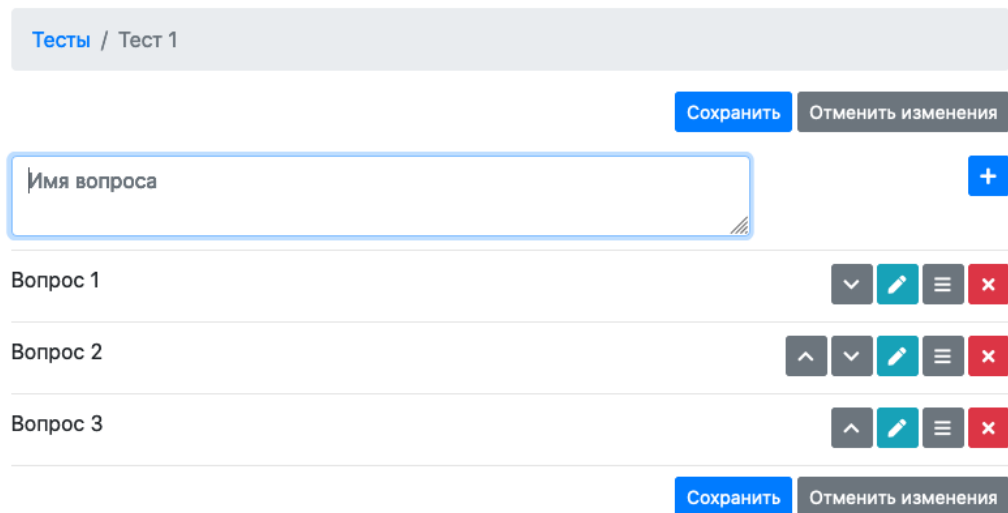 Тесты / Тест 1
Сохранить Отменить изменения
Имя вопроса
Вопрос 1
Вопрос 2
Вопрос 3
Сохранить Отменить изменения